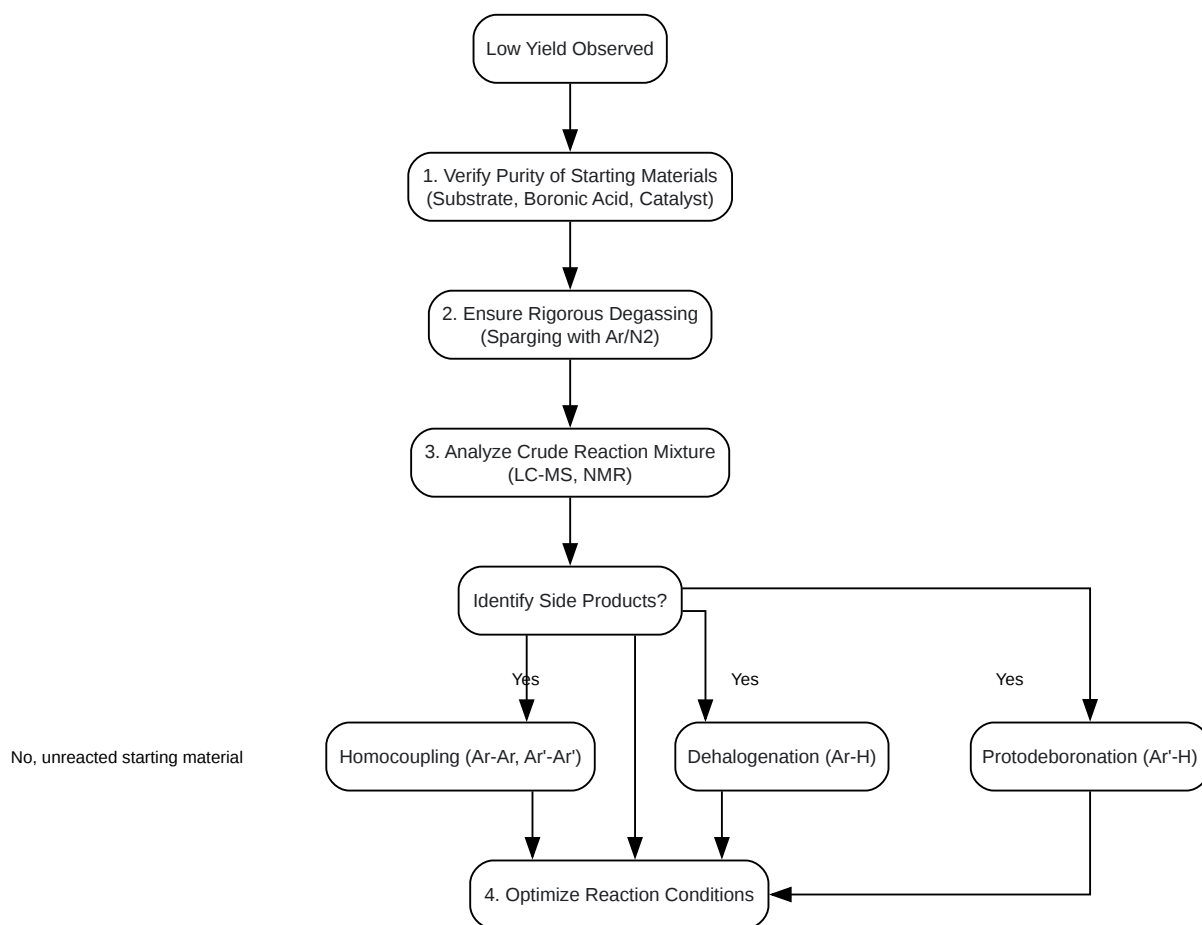 Low Yield Observed
1. Verify Purity of Starting Materials
(Substrate, Boronic Acid, Catalyst)
2. Ensure Rigorous Degassing
(Sparging with Ar/N2)
3. Analyze Crude Reaction Mixture
(LC-MS, NMR)
Identify Side Products?
Yes
Yes
Yes
No, unreacted starting material
Homocoupling (Ar-Ar, Ar'-Ar')
Dehalogenation (Ar-H)
Protodeboronation (Ar'-H)
4. Optimize Reaction Conditions